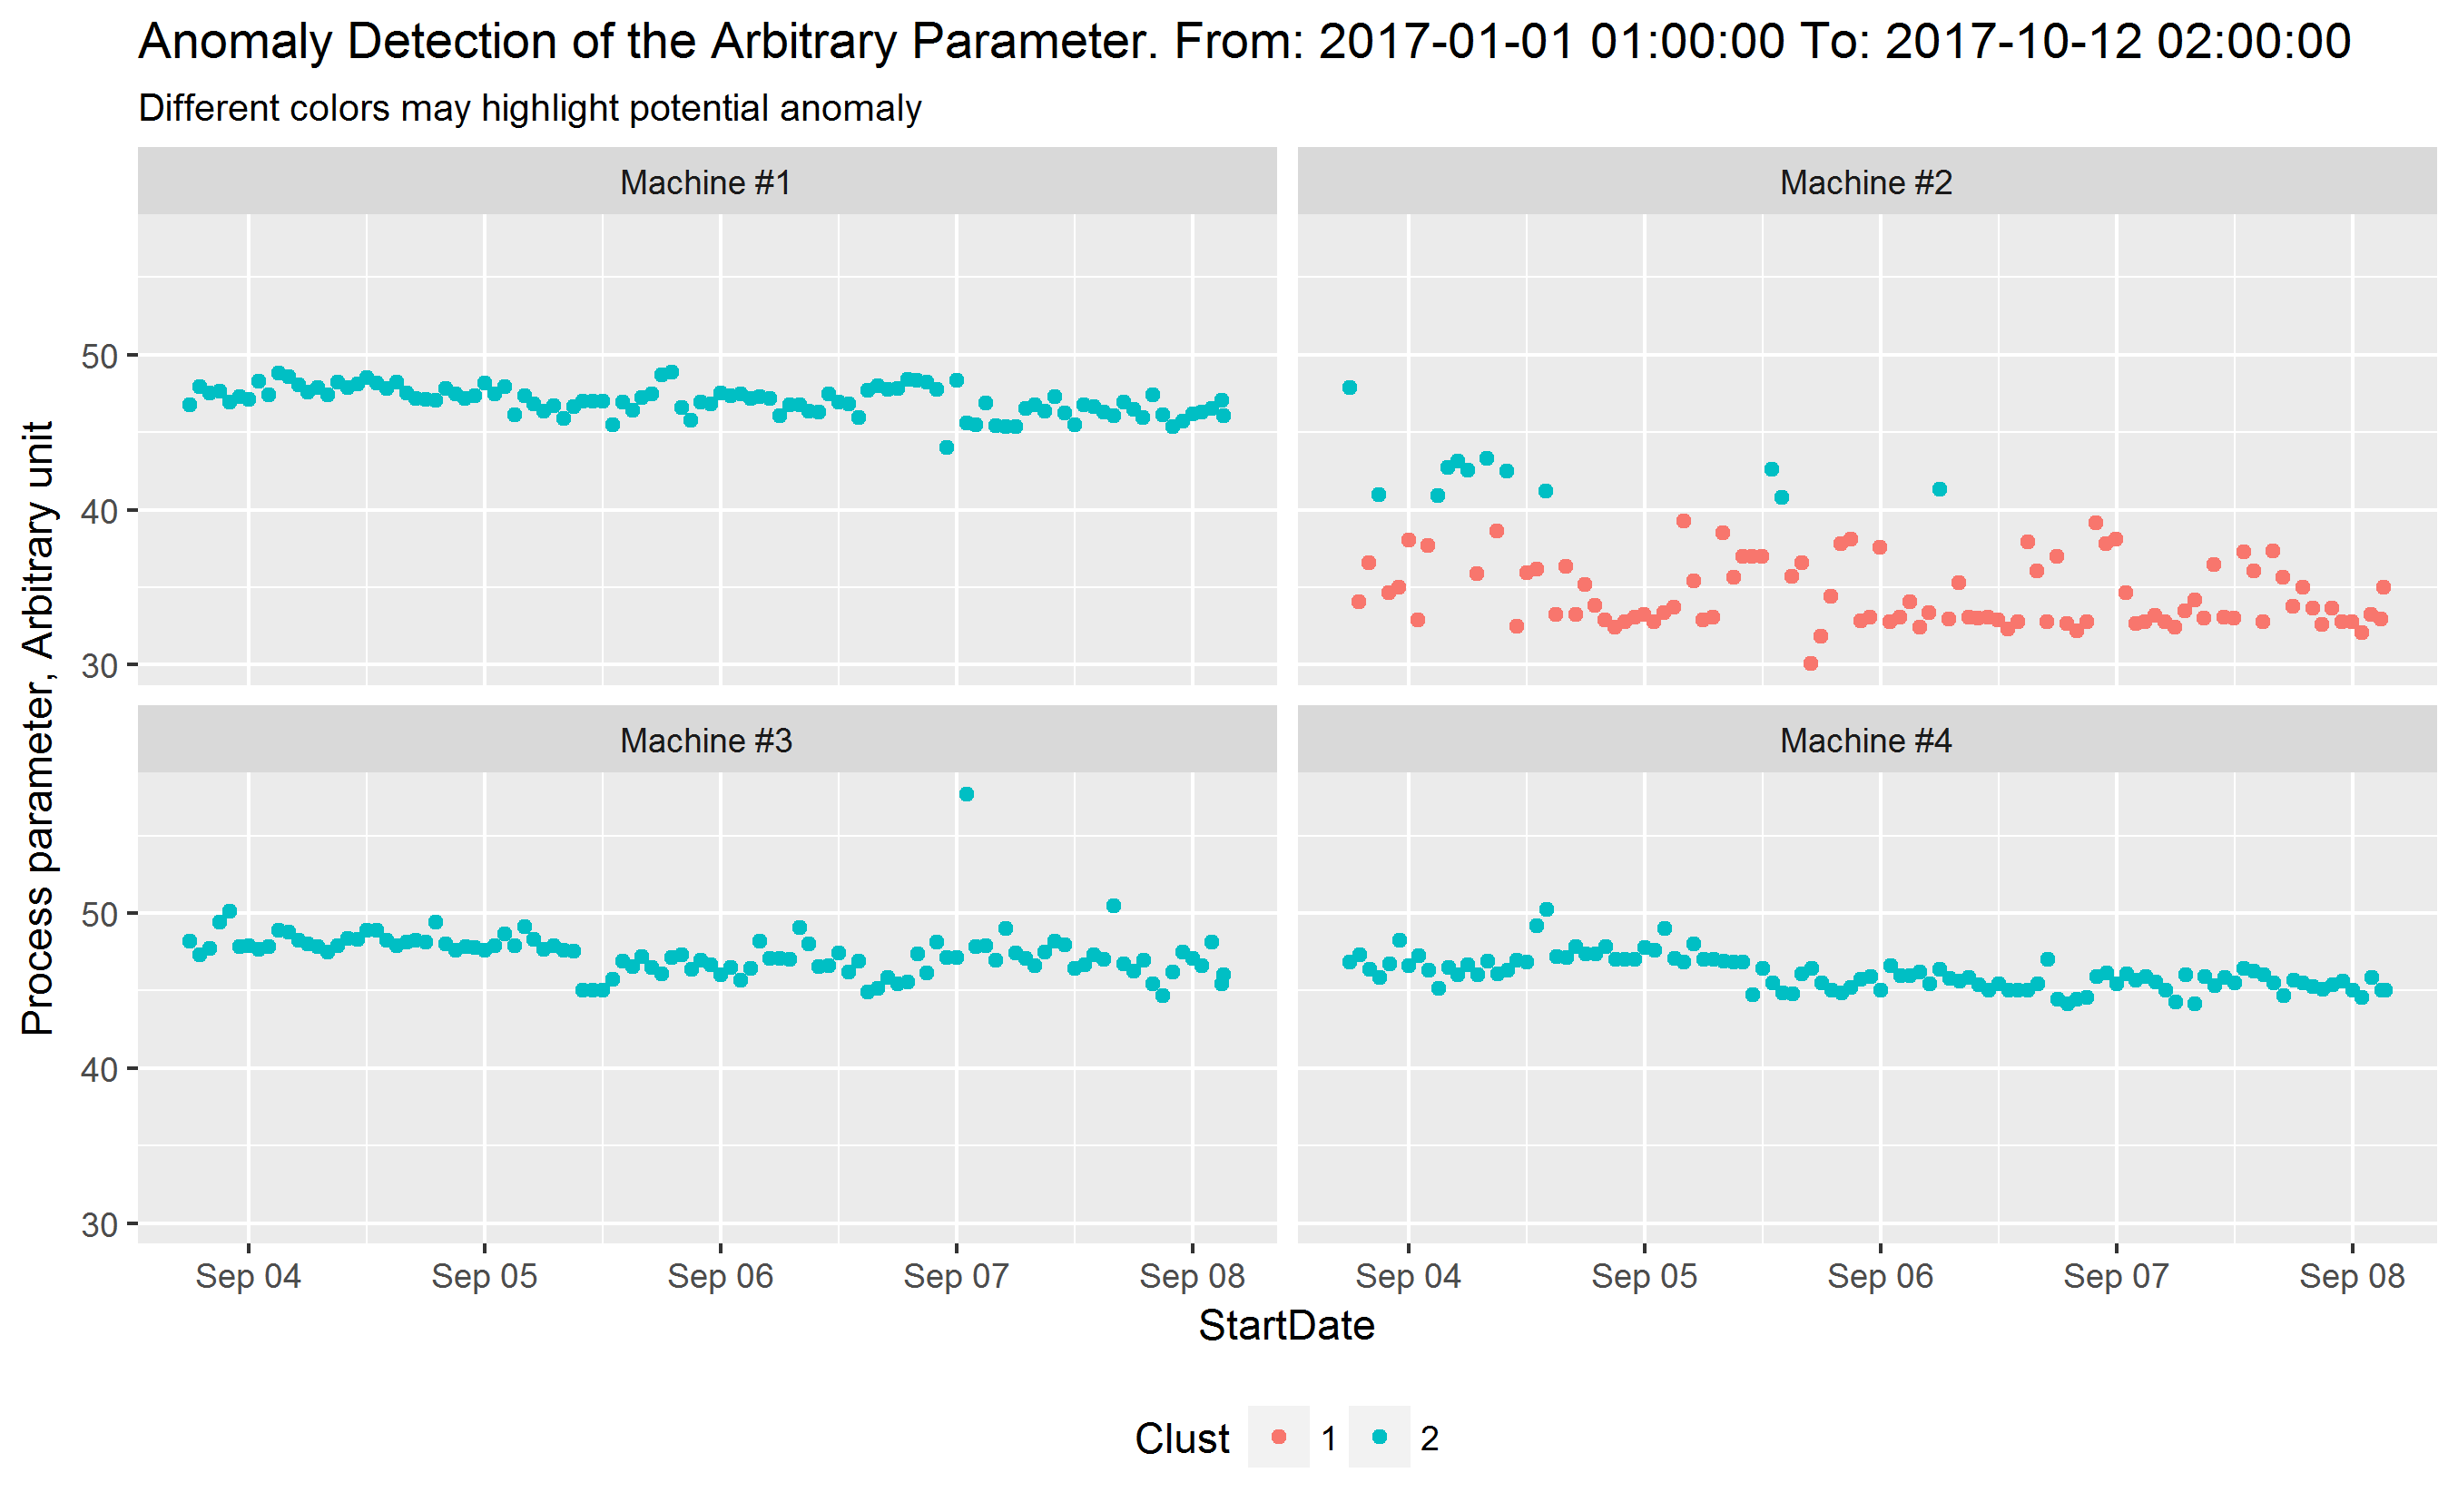 Anomaly Detection of the Arbitrary Parameter. From: 2017-01-01 01:00:00 To: 2017-10-12 02:00:00
Different colors may highlight potential anomaly
Machine #1
Machine #2
50
40
30
Machine #3
Machine #4
50
40
30
Process parameter, Arbitrary unit
Sep 04
Sep 05
Sep 06
Sep 07
Sep 08
Sep 04
Sep 05
Sep 06
Sep 07
Sep 08
StartDate
Clust 1 2